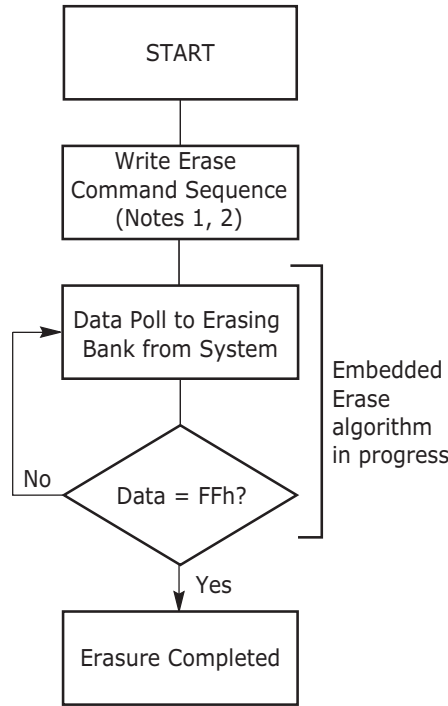 START
Write Erase
Command Sequence
(Notes 1, 2)
Data Poll to Erasing
Bank from System
Embedded
Erase
algorithm
in progress
No
Data = FFh?
Yes
Erasure Completed